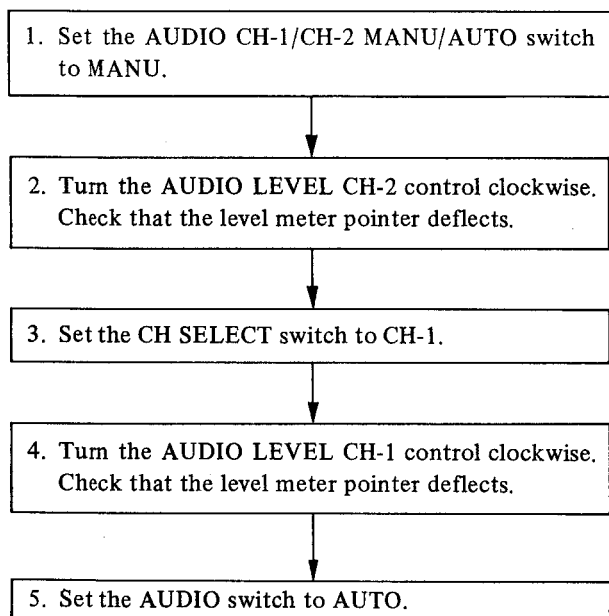 1. Set the AUDIO CH-1/CH-2 MANU/AUTO switch
to MANU.
2. Turn the AUDIO LEVEL CH-2 control clockwise.
Check that the level meter pointer deflects.
3. Set the CH SELECT switch to CH-1.
4. Turn the AUDIO LEVEL CH-1 control clockwise.
Check that the level meter pointer deflects.
5. Set the AUDIO switch to AUTO.